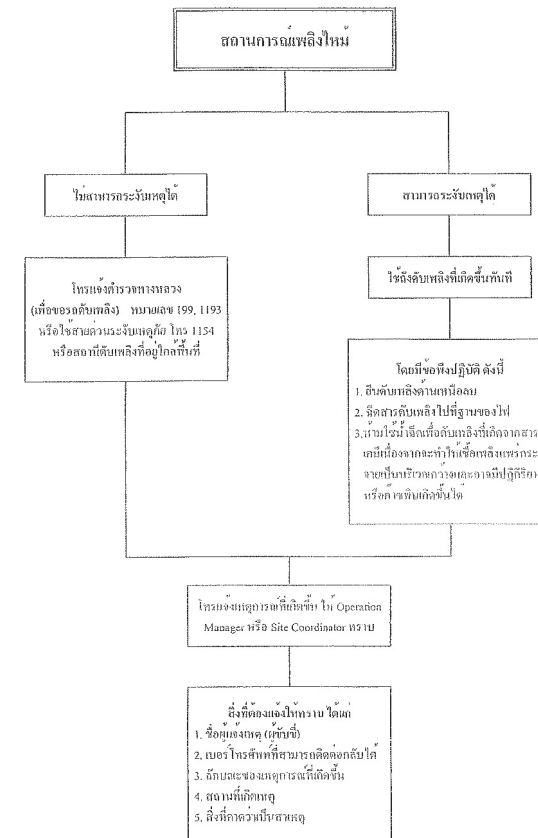 สถานการณ์เพลิงไหม้
ไม่สามารถระงับเหตุได้
สามารถระงับเหตุได้
โทรแจ้งตำรวจทางหลวง
(เพื่อขอรถดับเพลิง) หมายเลข 199, 1193
หรือใช้สายด่วนระงับเหตุภัย โทร 1154
หรือสถานีดับเพลิงที่อยู่ใกล้พื้นที่
ใช้ถังดับเพลิงที่เกิดขึ้นทันที
โดยมีข้อพึงปฏิบัติ ดังนี้
1. ยืนดับเพลิงด้านเหนือลม
2. ฉีดสารดับเพลิงไปที่ฐานของไฟ
3. ห้ามใช้น้ำฉีดเพื่อดับเพลิงที่เกิดจากสาร
เคมีเนื่องจากจะทำให้เชื้อเพลิงแพร่กระ
จายเป็นบริเวณกว้างและอาจมีปฏิกิริยา
หรือก๊าซพิษเกิดขึ้นได้
โทรแจ้งเหตุการณ์ที่เกิดขึ้น ให้ Operation
Manager หรือ Site Coordinator ทราบ
สิ่งที่ต้องแจ้งให้ทราบ ได้แก่
1. ชื่อผู้แจ้งเหตุ (ผู้ขับขี่)
2. เบอร์โทรศัพท์ที่สามารถติดต่อกลับได้
3. ลักษณะของเหตุการณ์ที่เกิดขึ้น
4. สถานที่เกิดเหตุ
5. สิ่งที่คาดว่าเป็นสาเหตุ